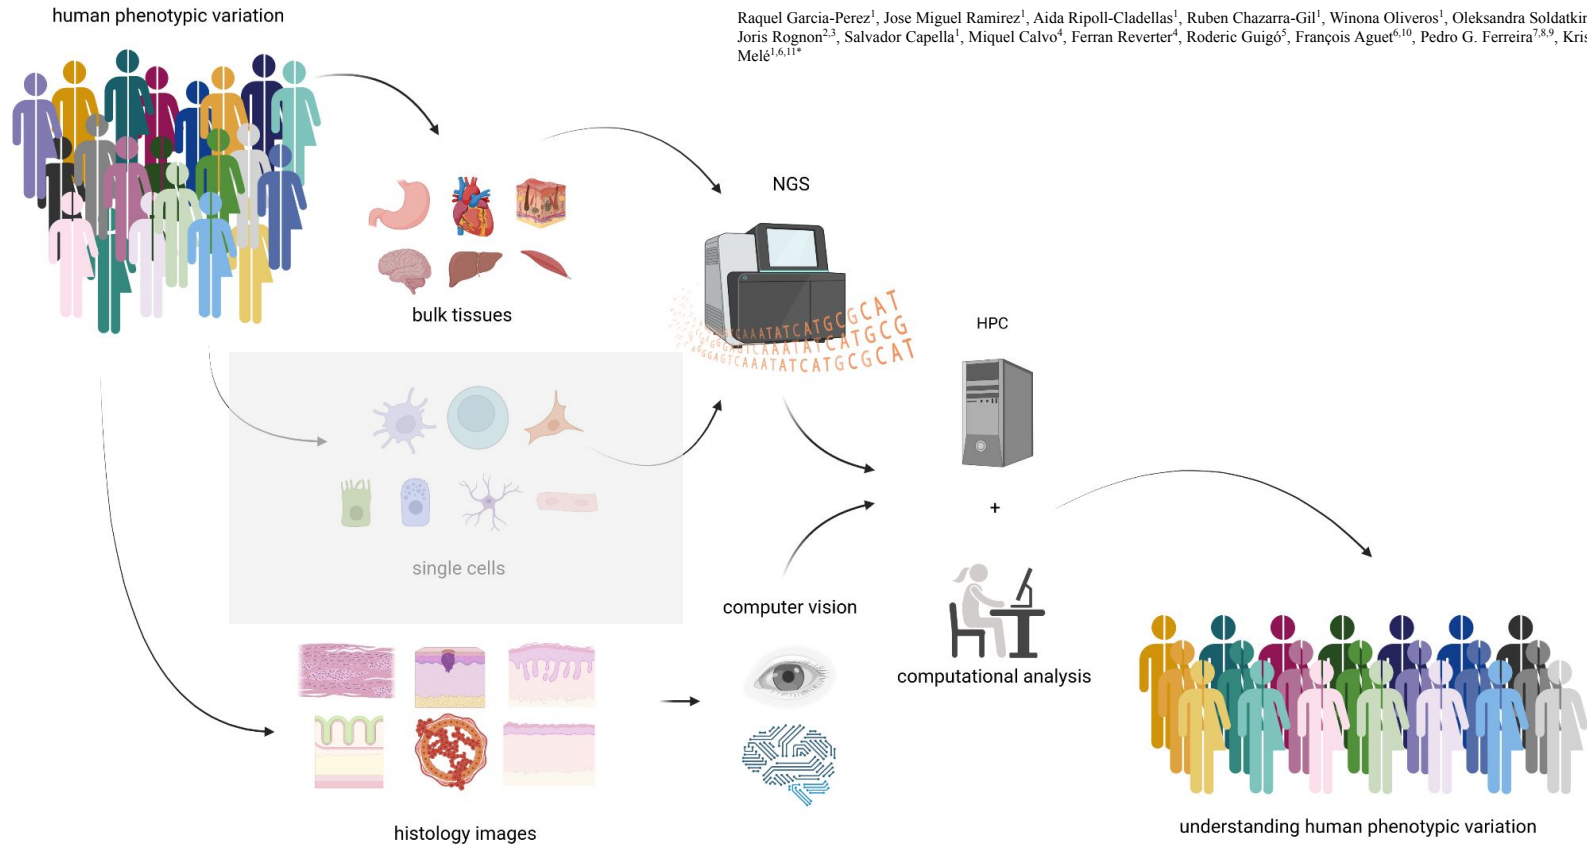 human phenotypic variation
Raquel Garcia-Perez1, Jose Miguel Ramirez1, Aida Ripoll-Cladellas1, Ruben Chazarra-Gil1, Winona Oliveros1, Oleksandra Soldatkin
Joris Rognon2,3, Salvador Capella1, Miquel Calvo4, Ferran Reverter4, Roderic Guigó5, François Aguet6,10, Pedro G. Ferreira7,8,9, Kris
Melé1,6,11*
NGS
bulk tissues
CAAATATCATGCGCAT
GTCAAATATCATGCG
GGAGTCAAATATCATGCGCAT
HPC
+
single cells
computer vision
computational analysis
histology images
understanding human phenotypic variation